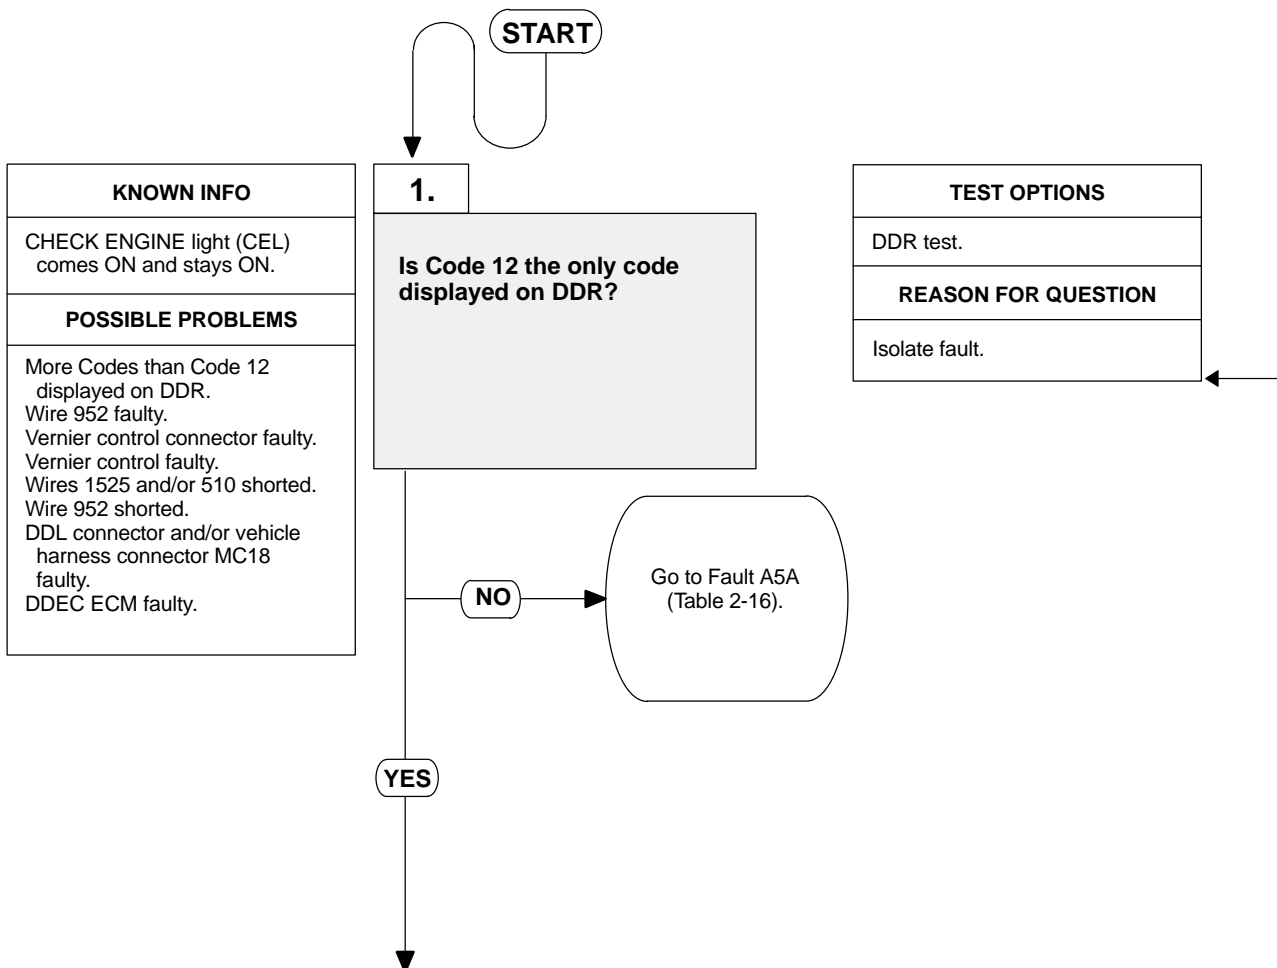 START
KNOWN INFO
CHECK ENGINE light (CEL)
comes ON and stays ON.
POSSIBLE PROBLEMS
More Codes than Code 12
displayed on DDR.
Wire 952 faulty.
Vernier control connector faulty.
Vernier control faulty.
Wires 1525 and/or 510 shorted.
Wire 952 shorted.
DDL connector and/or vehicle
harness connector MC18
faulty.
DDEC ECM faulty.
1.
Is Code 12 the only code
displayed on DDR?
TEST OPTIONS
DDR test.
REASON FOR QUESTION
Isolate fault.
NO
Go to Fault A5A
(Table 2-16).
YES